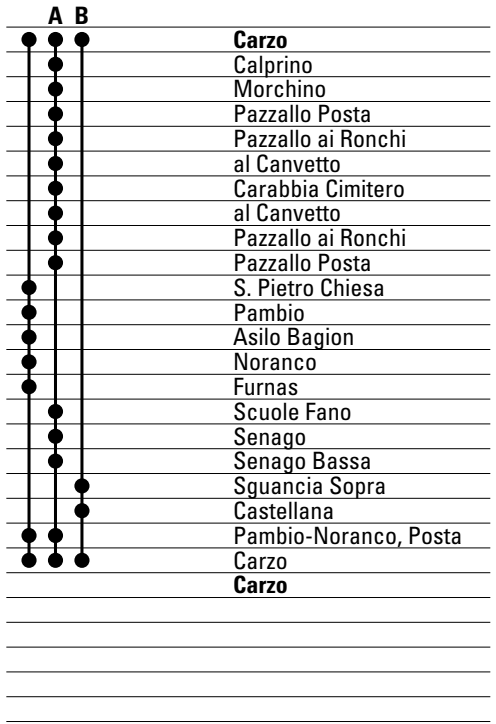 A B
Carzo
Calprino
Morchino
Pazzallo Posta
Pazzallo ai Ronchi
al Canvetto
Carabbia Cimitero
al Canvetto
Pazzallo ai Ronchi
Pazzallo Posta
S. Pietro Chiesa
Pambio
Asilo Bagion
Noranco
Furnas
Scuole Fano
Senago
Senago Bassa
Sguancia Sopra
Castellana
Pambio-Noranco, Posta
Carzo
Carzo